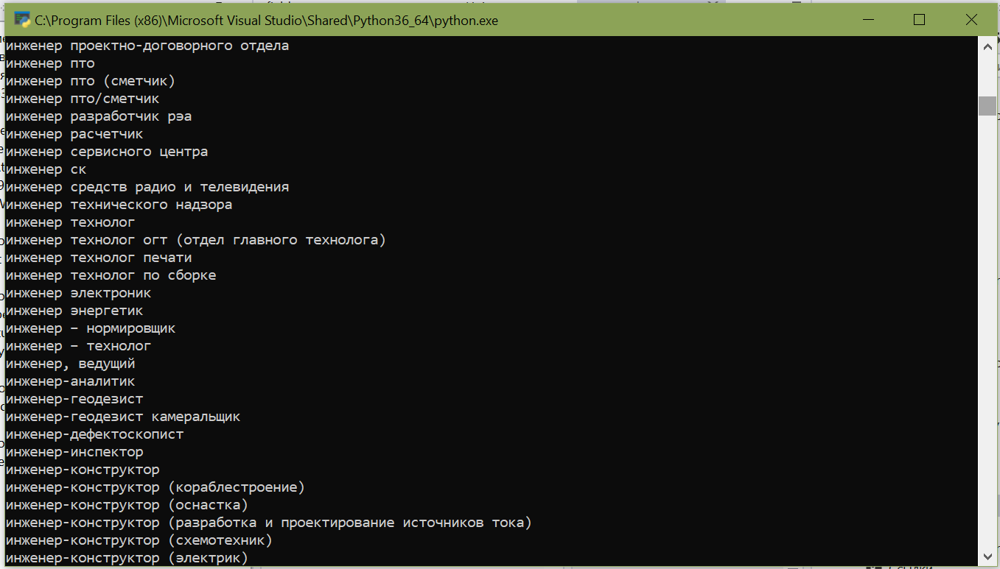 C:\Program Files (x86)\Microsoft Visual Studio\Shared\Python36_64\python.exe
инженер проектно-договорного отдела
инженер пто
инженер пто (сметчик)
инженер пто/сметчик
инженер разработчик рэа
инженер расчетчик
инженер сервисного центра
инженер ск
инженер средств радио и телевидения
инженер технического надзора
инженер технолог
инженер технолог огт (отдел главного технолога)
инженер технолог печати
инженер технолог по сборке
инженер электроник
инженер энергетик
инженер – нормировщик
инженер – технолог
инженер, ведущий
инженер-аналитик
инженер-геодезист
инженер-геодезист камеральщик
инженер-дефектоскопист
инженер-инспектор
инженер-конструктор
инженер-конструктор (кораблестроение)
инженер-конструктор (оснастка)
инженер-конструктор (разработка и проектирование источников тока)
инженер-конструктор (схемотехник)
инженер-конструктор (электрик)